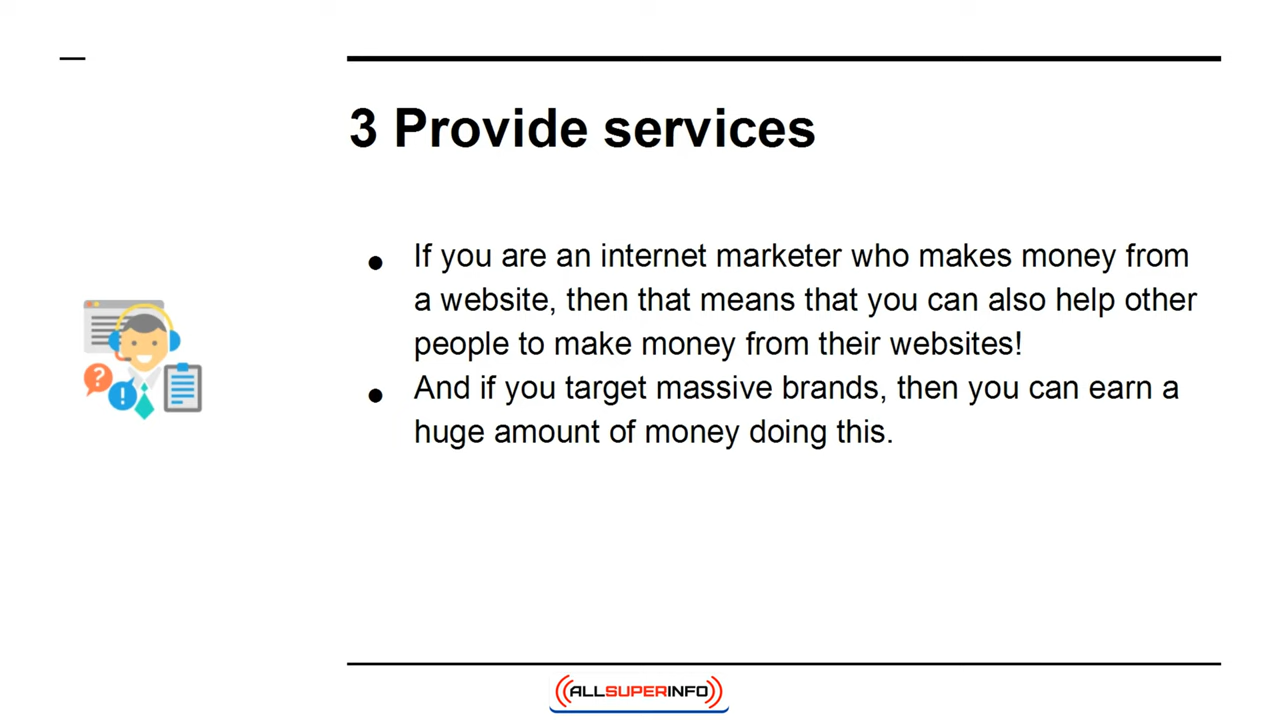 3 Provide services
● If you are an internet marketer who makes money from
a website, then that means that you can also help other
people to make money from their websites!
● And if you target massive brands, then you can earn a
huge amount of money doing this.
?
!
ALLSUPERINFO